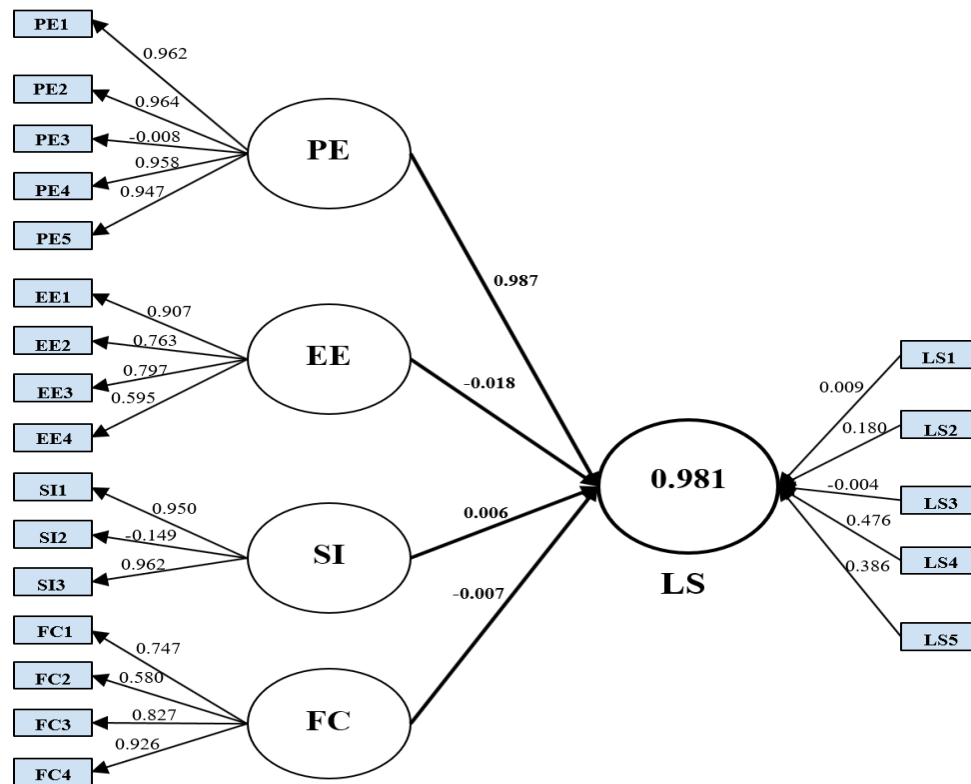 PE1
0.962
PE2
0.964
PE3
-0.008
PE4
0.958
0.947
PE5
PE
0.987
EE1
0.907
EE2
0.763
EE3
0.797
0.595
EE4
EE
-0.018
SI1
0.950
SI2
-0.149
SI3
0.962
SI
0.006
FC1
0.747
FC2
0.580
FC3
0.827
0.926
FC4
FC
-0.007
0.981
LS
LS1
0.009
LS2
0.180
LS3
-0.004
0.476
LS4
0.386
LS5